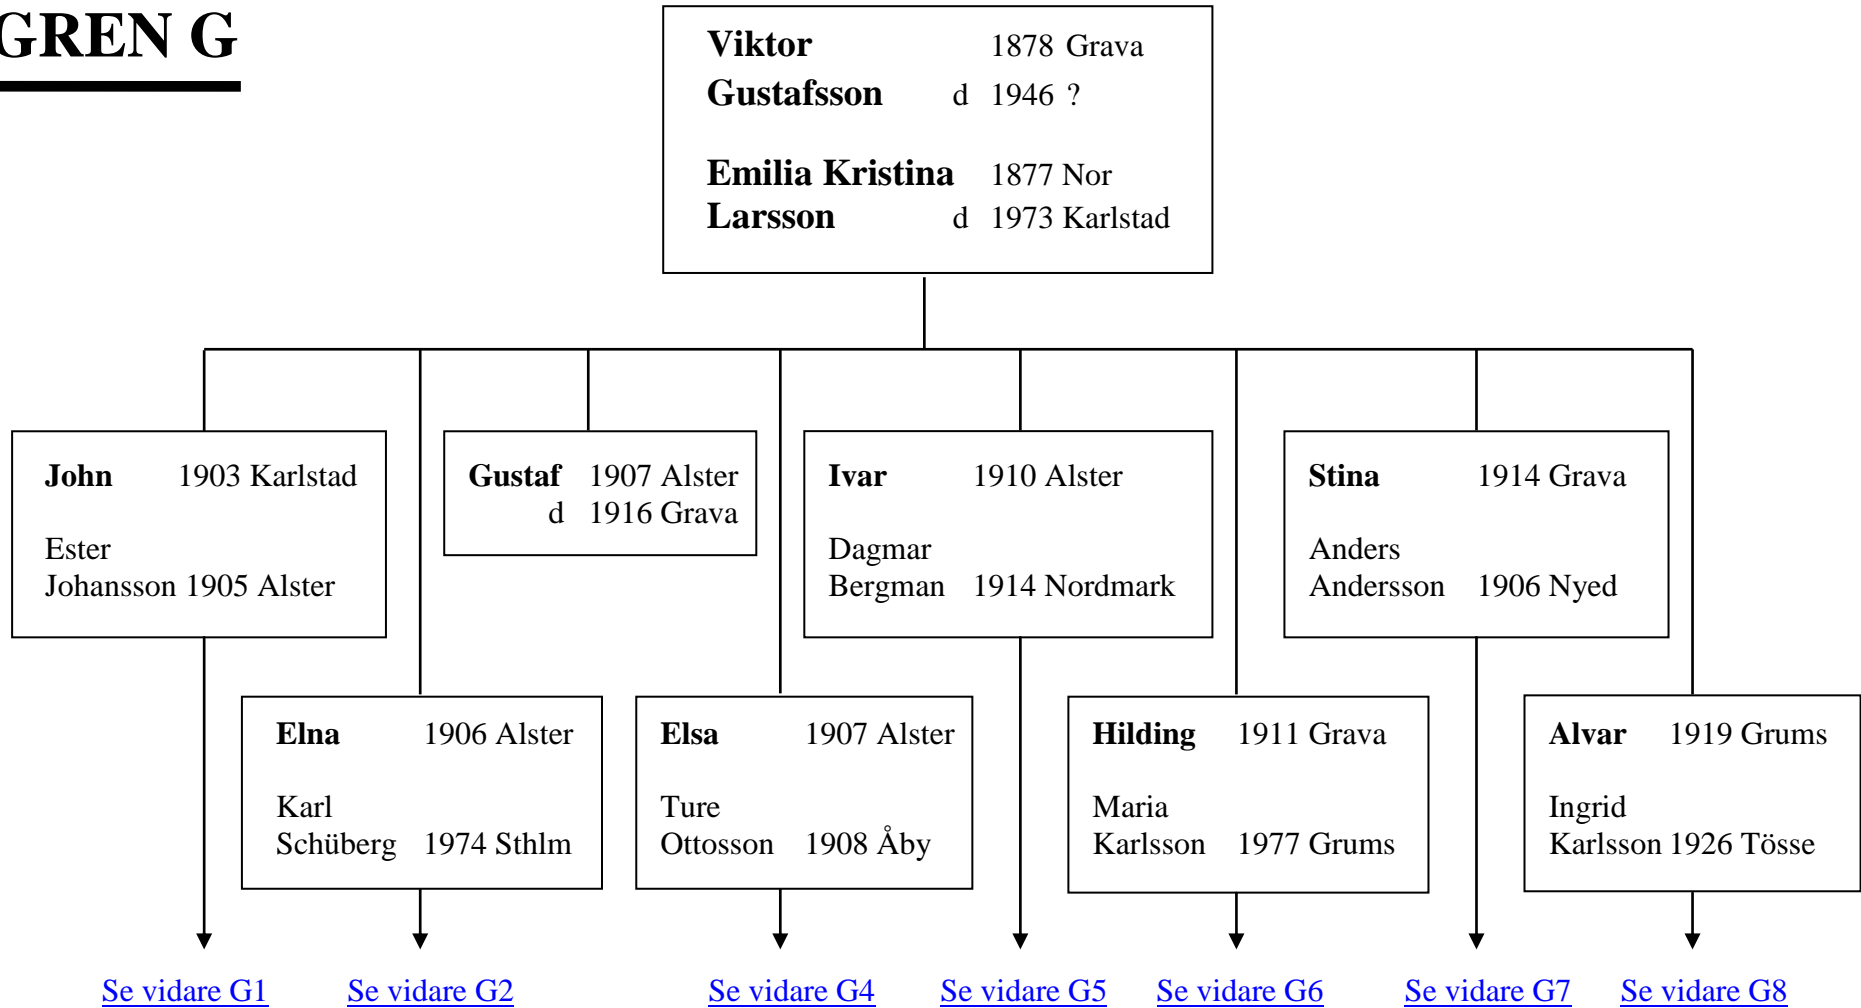 GREN G
Viktor 1878 Grava
Gustafsson d 1946 ?
Emilia Kristina 1877 Nor
Larsson d 1973 Karlstad
John 1903 Karlstad
Ester
Johansson 1905 Alster
Gustaf 1907 Alster
d 1916 Grava
Ivar 1910 Alster
Dagmar
Bergman 1914 Nordmark
Stina 1914 Grava
Anders
Andersson 1906 Nyed
Elna 1906 Alster
Karl
Schüberg 1974 Sthlm
Elsa 1907 Alster
Ture
Ottosson 1908 Åby
Hilding 1911 Grava
Maria
Karlsson 1977 Grums
Alvar 1919 Grums
Ingrid
Karlsson 1926 Tösse
Se vidare G1 Se vidare G2 Se vidare G4 Se vidare G5 Se vidare G6 Se vidare G7 Se vidare G8